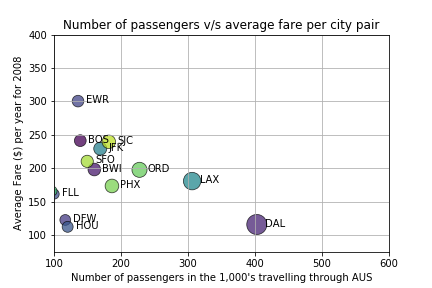 Number of passengers v/s average fare per city pair
Average Fare ($) per year for 2008
400
350
300
250
200
150
100
EWR
BOS
SJC
JFK
SFO
BWI
ORD
PHX
LAX
FLL
DFW
HOU
DAL
100
200
300
400
500
600
Number of passengers in the 1,000's travelling through AUS